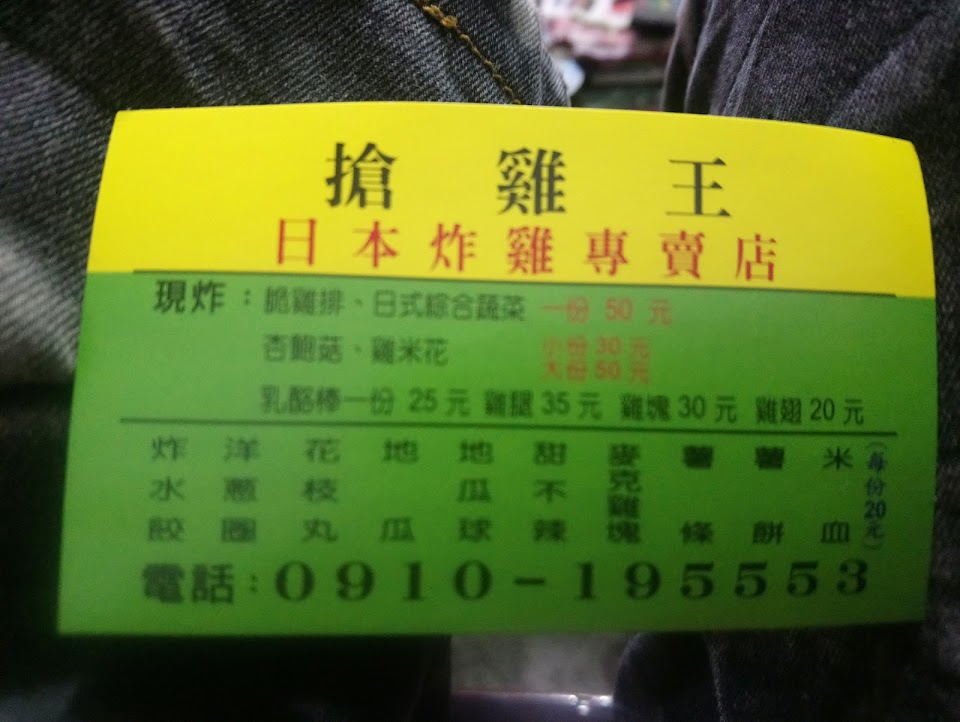 搶雞王
日本炸雞專賣店
現炸：脆雞排、日式綜合蔬菜 一份 50 元
杏鮑菇、雞米花 小份 30 元
大份 50 元
乳酪棒一份 25 元 雞腿 35 元 雞塊 30 元 雞翅 20 元
炸水餃
洋蔥圈
花枝丸
地瓜
地瓜球
甜不辣
麥克雞塊
薯條
薯餅
米血
(每份20元)
電話：0910-195553